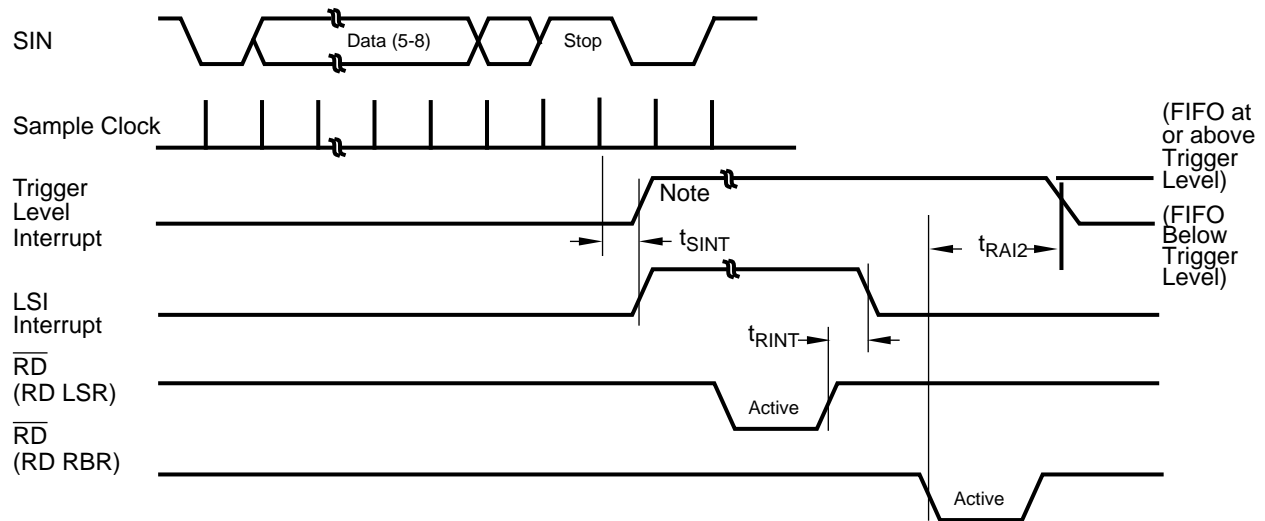 SIN
Data (5-8)
Stop
Sample Clock
(FIFO at
or above
Trigger
Level)
Trigger
Level
Interrupt
Note
tSINT
(FIFO
Below
Trigger
Level)
tRAI2
LSI
Interrupt
tRINT
RD
(RD LSR)
Active
RD
(RD RBR)
Active